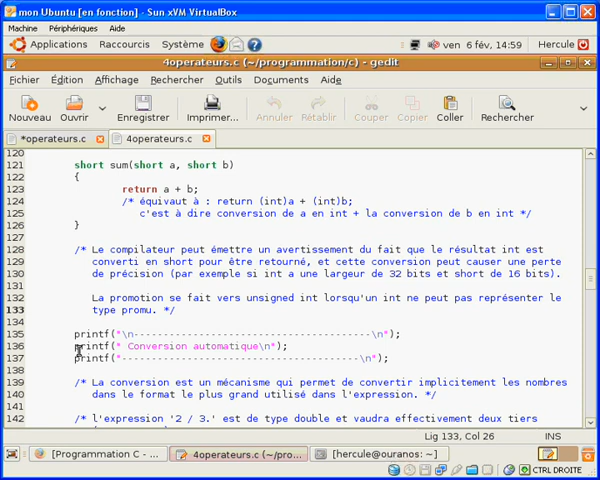 mon Ubuntu [en fonction] - Sun xVM VirtualBox
Machine Périphériques Aide
Applications Raccourcis Système ven 6 fév, 14:59 Hercule
4operateurs.c (~/programmation/c) - gedit
Fichier Édition Affichage Rechercher Outils Documents Aide
Nouveau Ouvrir Enregistrer Imprimer... Annuler Rétablir Couper Copier Coller Rechercher
*operateurs.c 4operateurs.c
120
121 short sum(short a, short b)
122 {
123 return a + b;
124 /* équivaut à : return (int)a + (int)b;
125 c'est à dire conversion de a en int + la conversion de b en int */
126 }
127
128 /* Le compilateur peut émettre un avertissement du fait que le résultat int est
129 converti en short pour être retourné, et cette conversion peut causer une perte
130 de précision (par exemple si int a une largeur de 32 bits et short de 16 bits).
131
132 La promotion se fait vers unsigned int lorsqu'un int ne peut pas représenter le
133 type promu. */
134
135 printf("\n----------------------------------------\n");
136 printf(" Conversion automatique\n");
137 printf("----------------------------------------\n");
138
139 /* La conversion est un mécanisme qui permet de convertir implicitement les nombres
140 dans le format le plus grand utilisé dans l'expression. */
141
142 /* l'expression '2 / 3.' est de type double et vaudra effectivement deux tiers
Lig 133, Col 26 INS
[Programmation C - ... 4operateurs.c (~/pro... [hercule@ouranos: ~]
CTRL DROITE